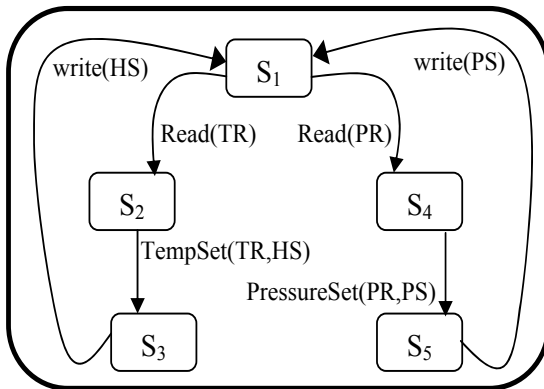 S₁
write(HS)
write(PS)
Read(TR)
Read(PR)
S₂
S₄
TempSet(TR,HS)
PressureSet(PR,PS)
S₃
S₅